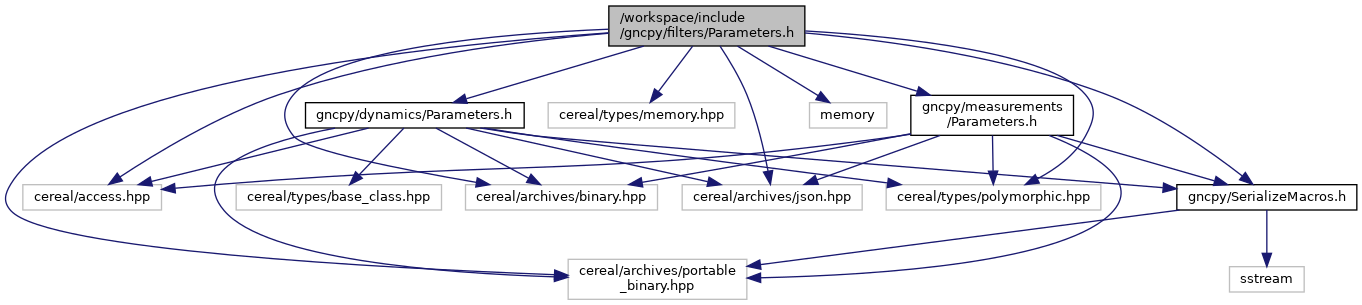 /workspace/include
/gncpy/filters/Parameters.h
gncpy/dynamics/Parameters.h
cereal/types/memory.hpp
memory
gncpy/measurements
/Parameters.h
cereal/access.hpp
cereal/types/base_class.hpp
cereal/archives/binary.hpp
cereal/archives/json.hpp
cereal/types/polymorphic.hpp
gncpy/SerializeMacros.h
cereal/archives/portable
_binary.hpp
sstream